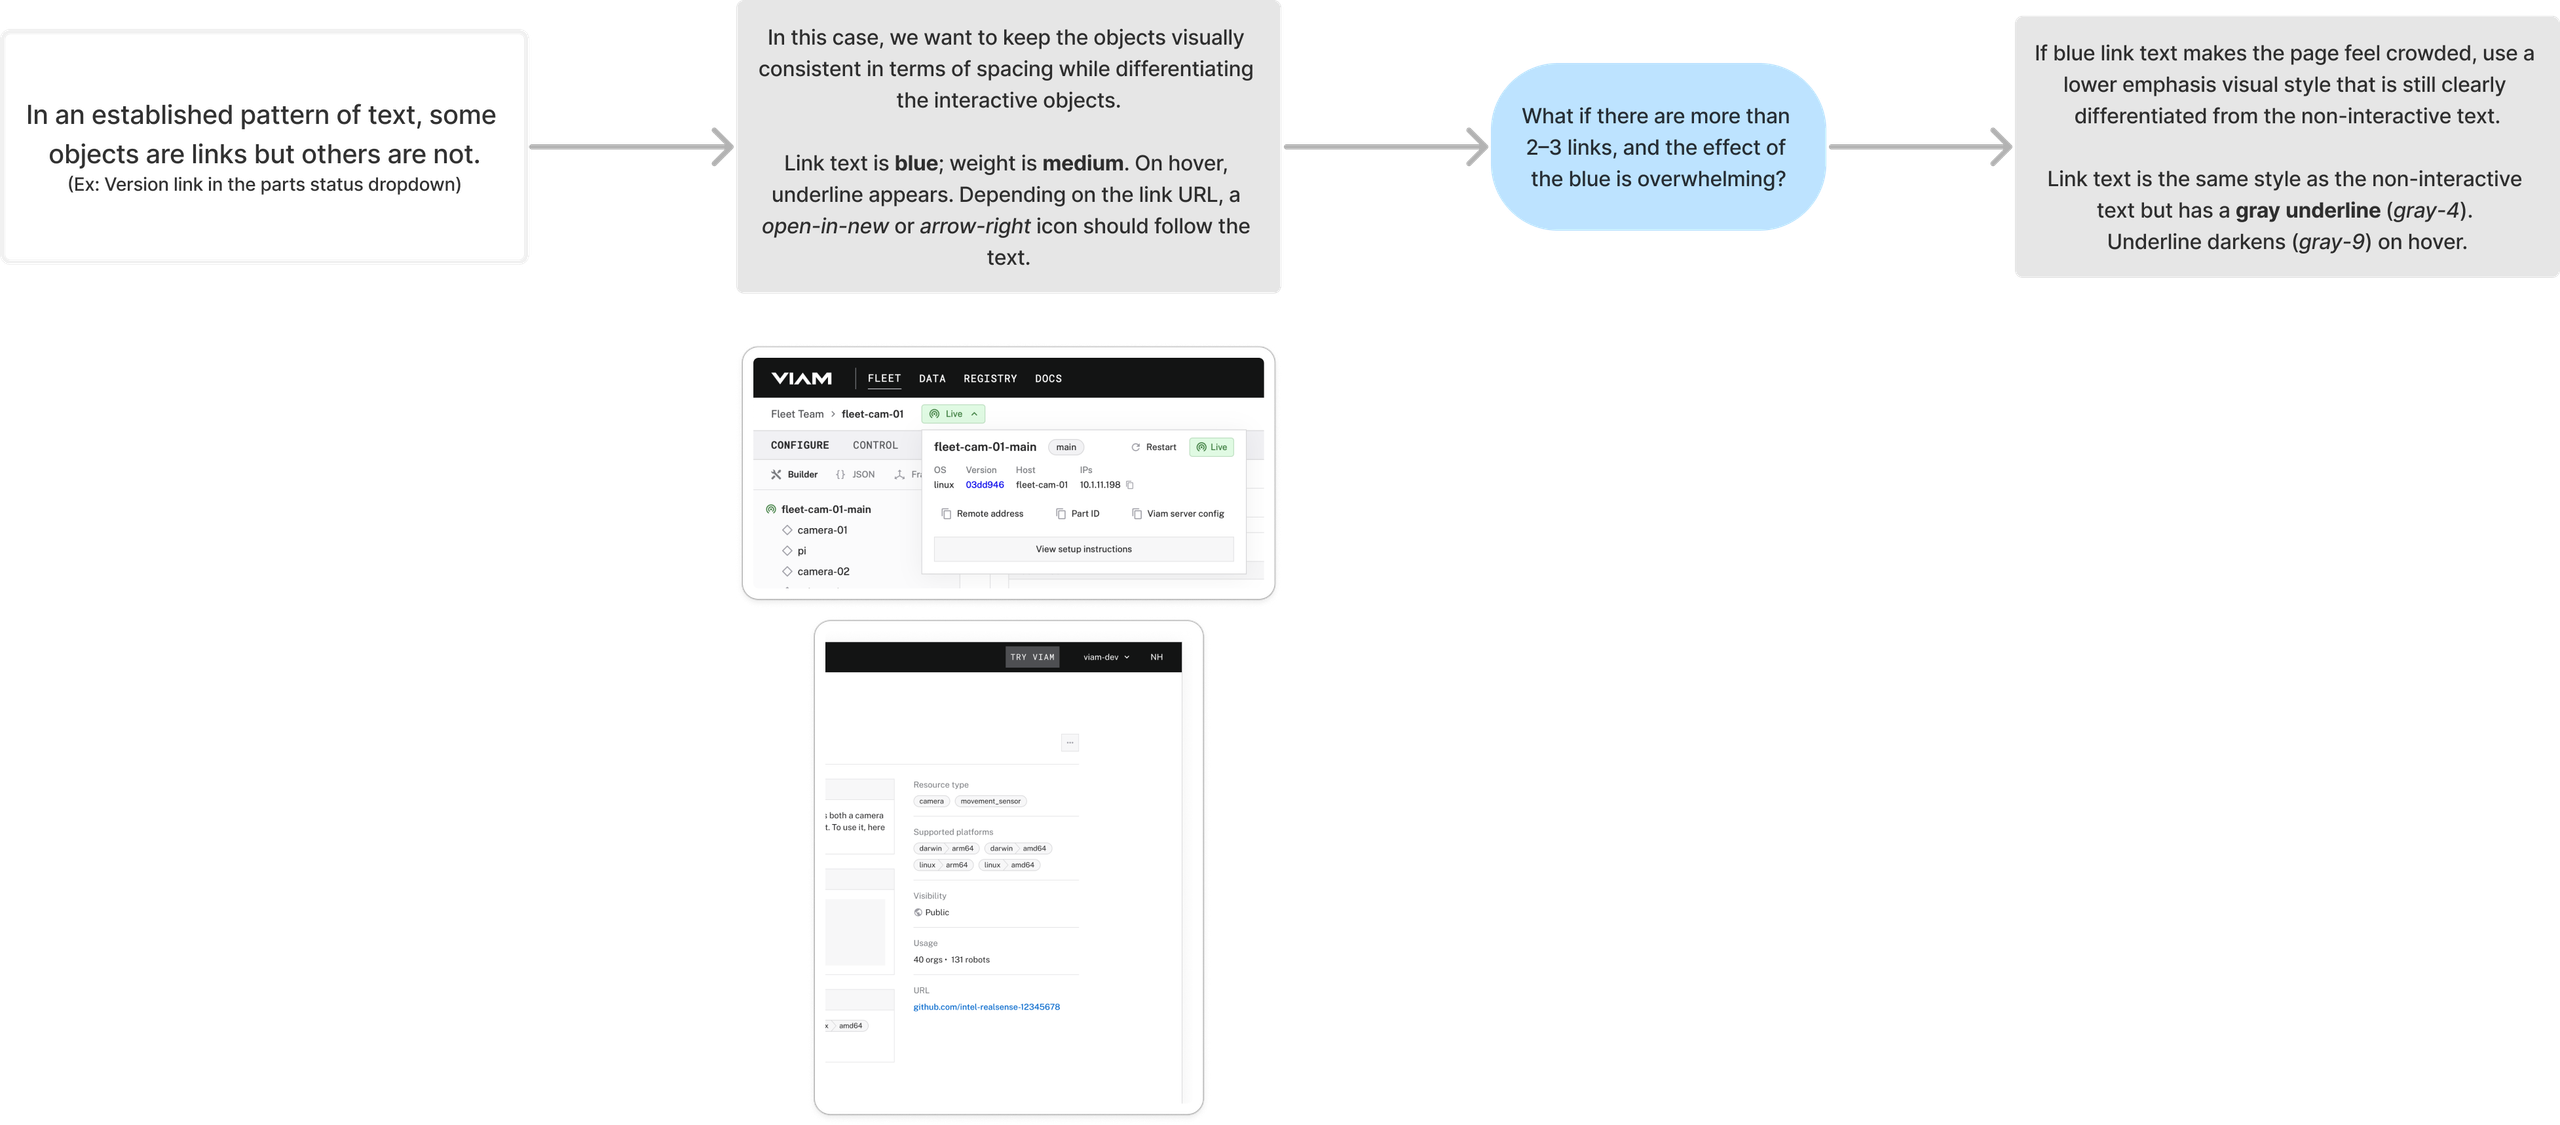 In an established pattern of text, some
objects are links but others are not.
(Ex: Version link in the parts status dropdown)
In this case, we want to keep the objects visually
consistent in terms of spacing while differentiating
the interactive objects.
Link text is blue; weight is medium. On hover,
underline appears. Depending on the link URL, a
open-in-new or arrow-right icon should follow the
text.
What if there are more than
2–3 links, and the effect of
the blue is overwhelming?
If blue link text makes the page feel crowded, use a
lower emphasis visual style that is still clearly
differentiated from the non-interactive text.
Link text is the same style as the non-interactive
text but has a gray underline (gray-4).
Underline darkens (gray-9) on hover.
VIAM FLEET DATA REGISTRY DOCS
Fleet Team > fleet-cam-01 Live
CONFIGURE CONTROL
Builder {} JSON Fra
fleet-cam-01-main
camera-01
pi
camera-02
fleet-cam-01-main main Restart Live
OS Version Host IPs
linux 03dd946 fleet-cam-01 10.1.11.198
Remote address Part ID Viam server config
View setup instructions
TRY VIAM viam-dev NH
...
s both a camera
t. To use it, here
x amd64
Resource type
camera movement_sensor
Supported platforms
darwin arm64 darwin amd64
linux arm64 linux amd64
Visibility
Public
Usage
40 orgs • 131 robots
URL
github.com/intel-realsense-12345678